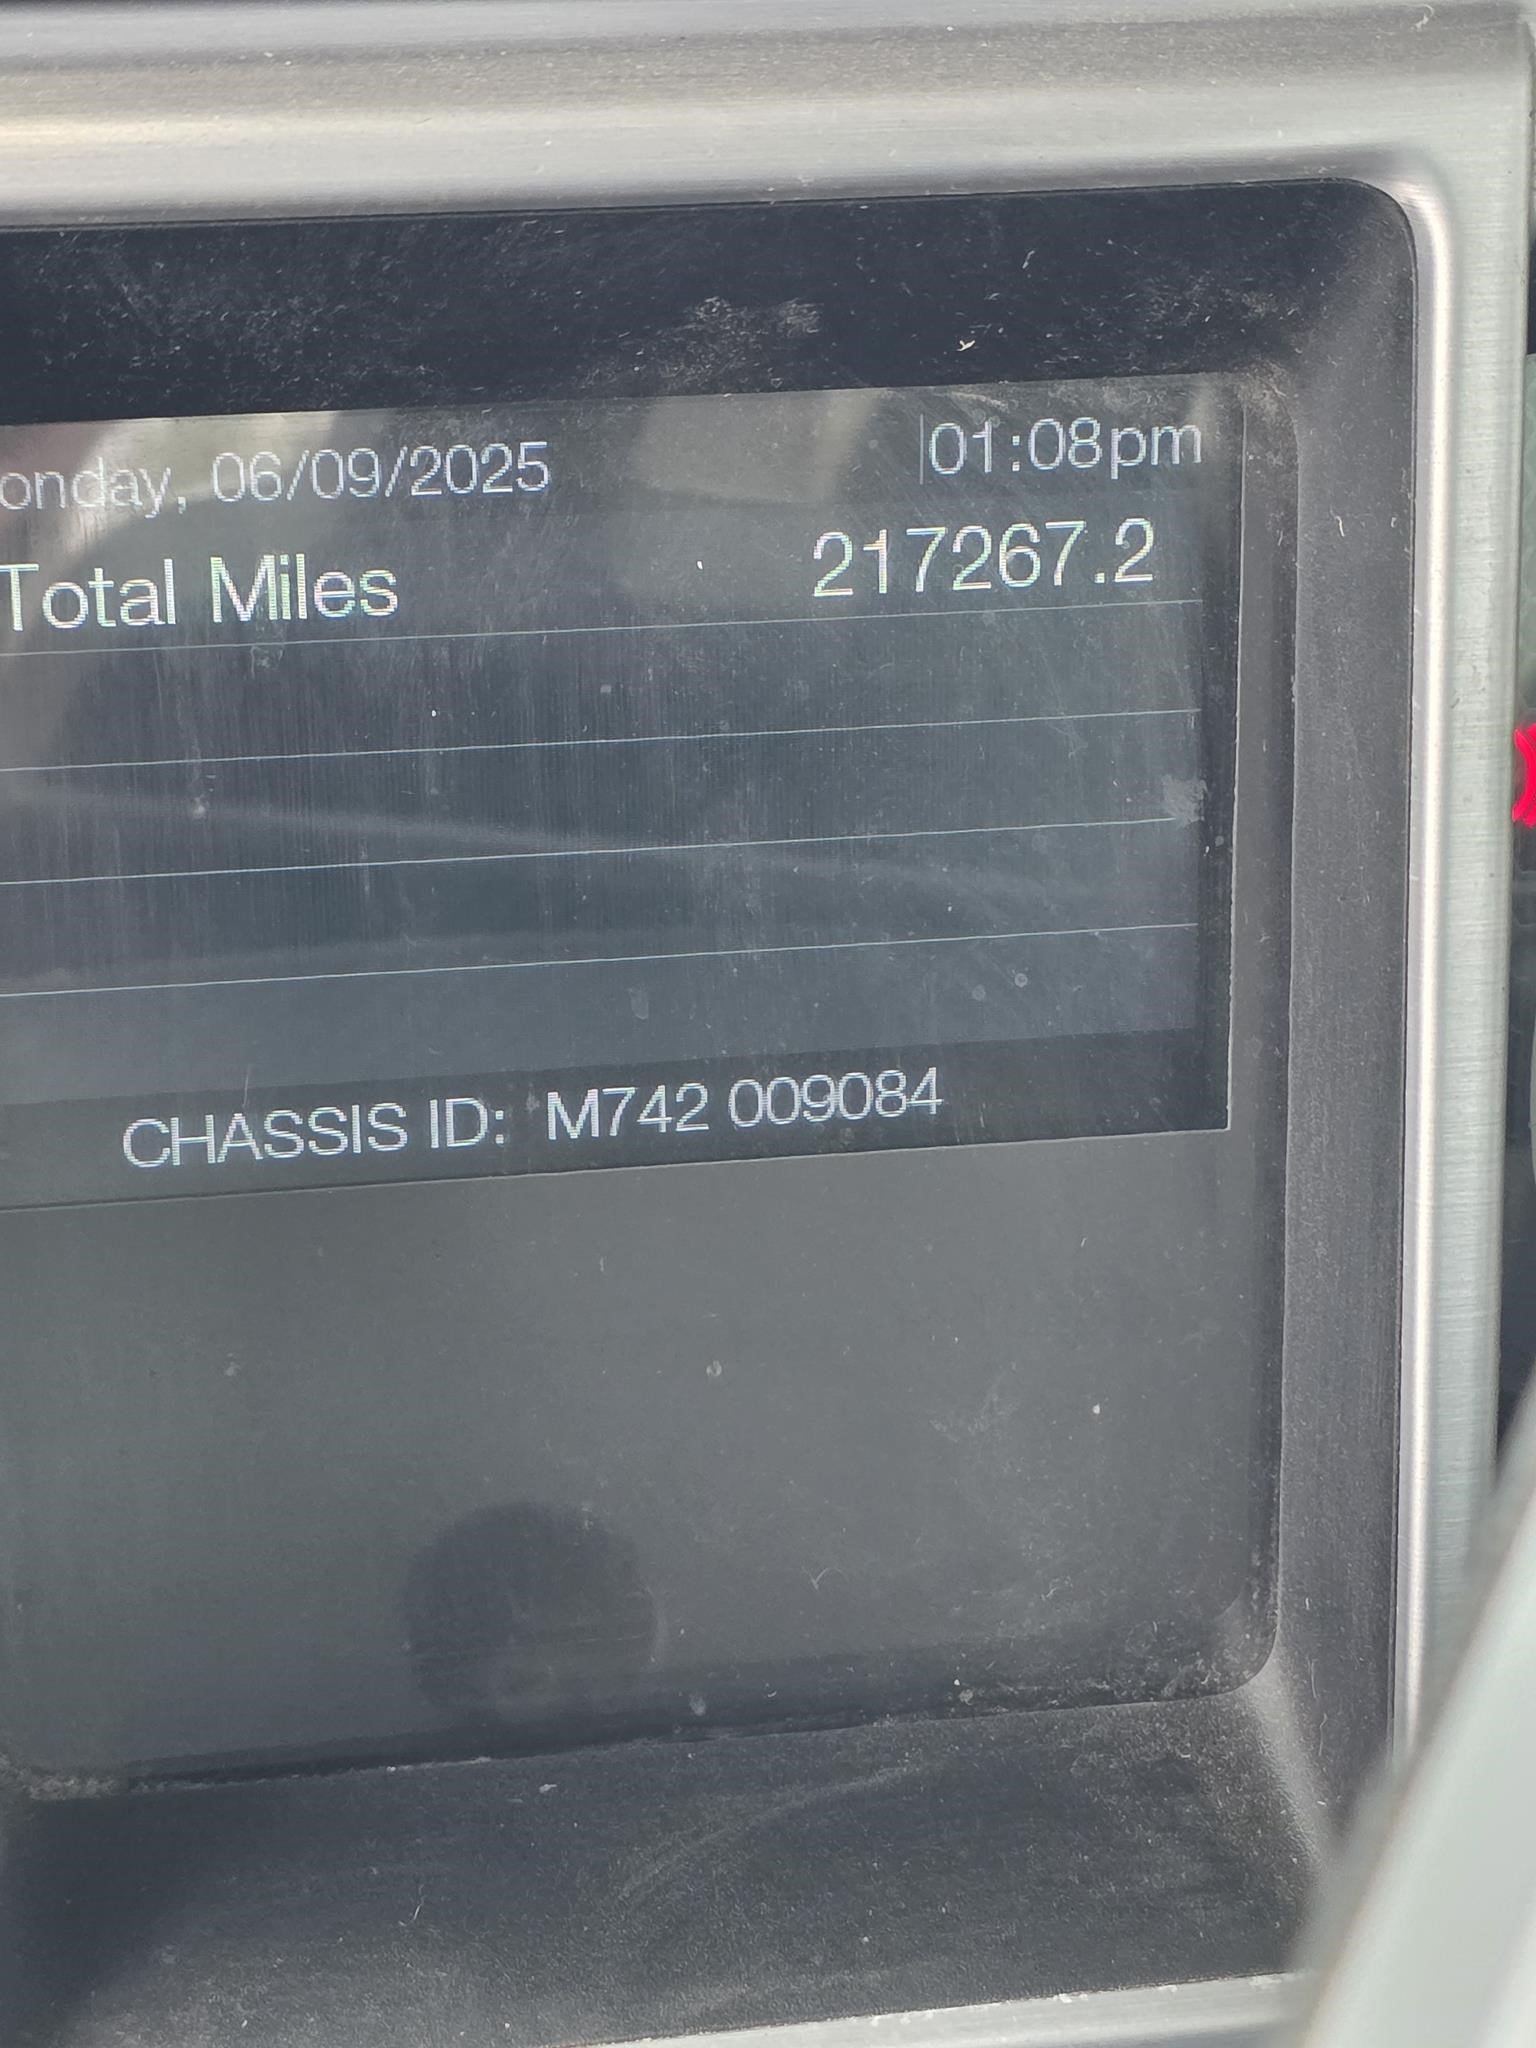 onday, 06/09/2025 01:08pm
Total Miles 217267.2
CHASSIS ID: M742 009084